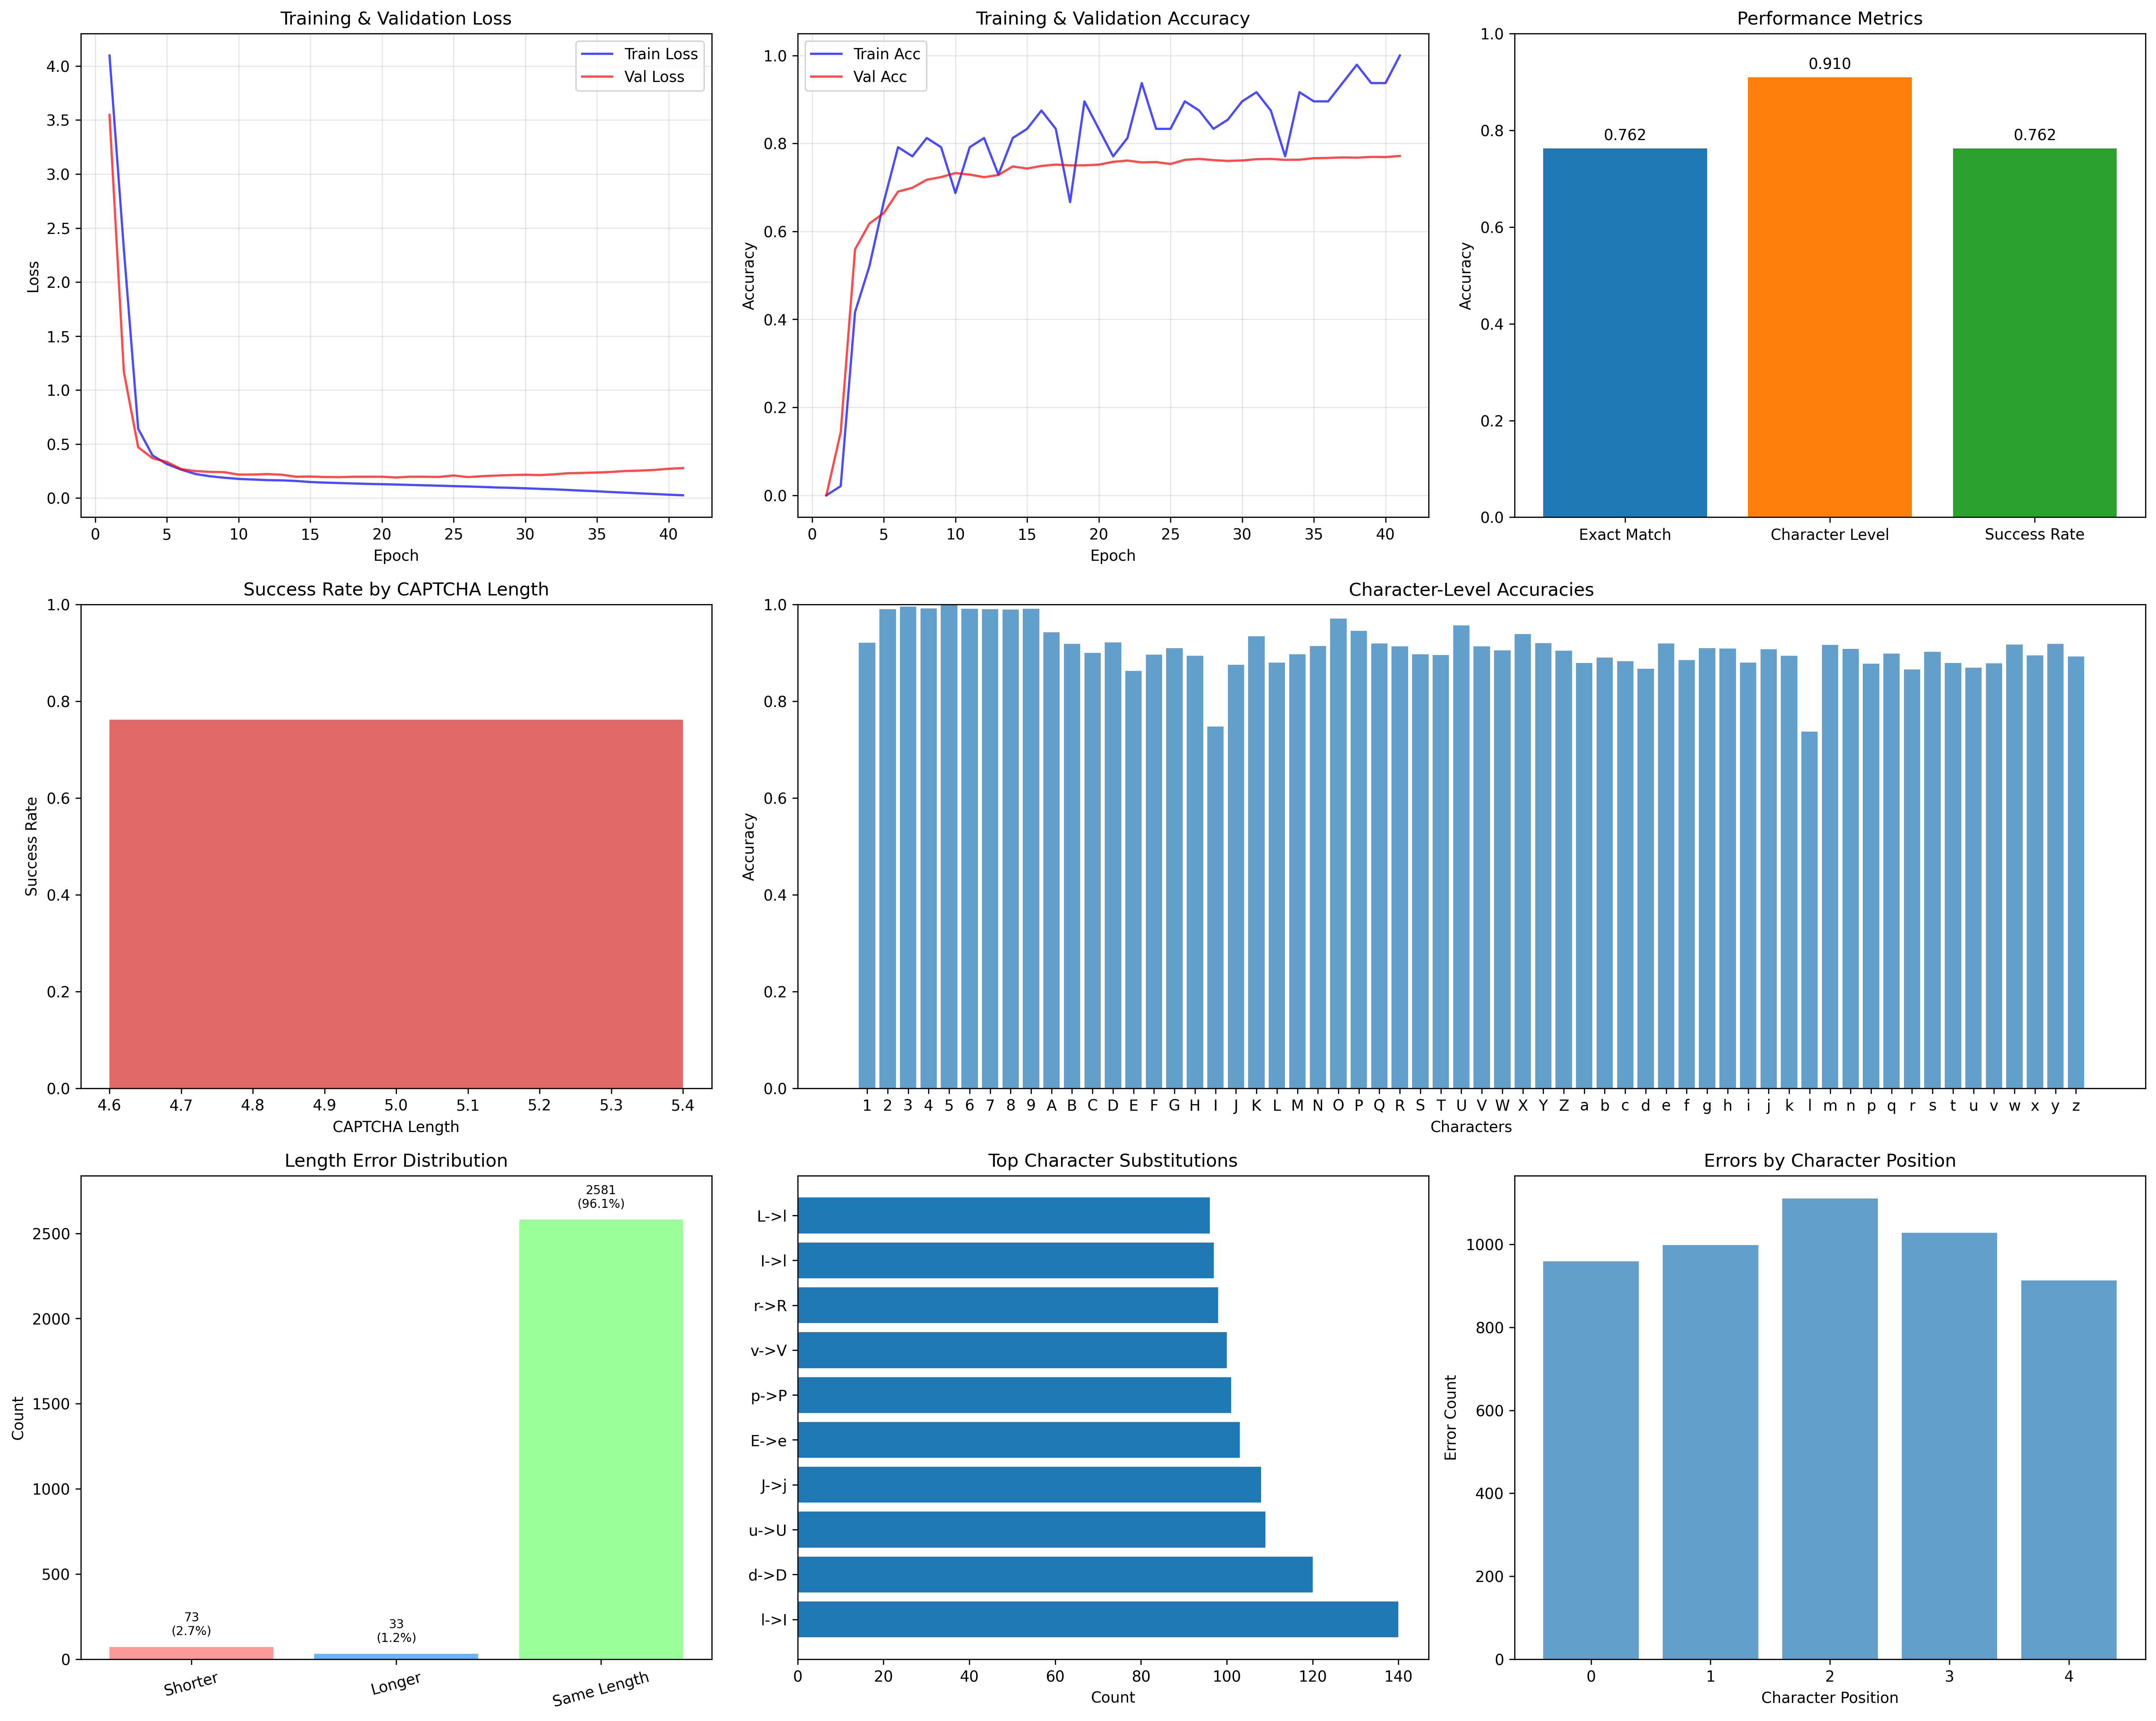 Training & Validation Loss
Train Loss
Val Loss
4.0
3.5
3.0
2.5
2.0
1.5
1.0
0.5
0.0
Loss
0 5 10 15 20 25 30 35 40
Epoch
Training & Validation Accuracy
Train Acc
Val Acc
1.0
0.8
0.6
0.4
0.2
0.0
Accuracy
0 5 10 15 20 25 30 35 40
Epoch
Performance Metrics
0.762
0.910
0.762
1.0
0.8
0.6
0.4
0.2
0.0
Accuracy
Exact Match Character Level Success Rate
Success Rate by CAPTCHA Length
1.0
0.8
0.6
0.4
0.2
0.0
Success Rate
4.6 4.7 4.8 4.9 5.0 5.1 5.2 5.3 5.4
CAPTCHA Length
Character-Level Accuracies
1.0
0.8
0.6
0.4
0.2
0.0
Accuracy
1 2 3 4 5 6 7 8 9 A B C D E F G H I J K L M N O P Q R S T U V W X Y Z a b c d e f g h i j k l m n p q r s t u v w x y z
Characters
Length Error Distribution
2581
(96.1%)
73
(2.7%)
33
(1.2%)
2500
2000
1500
1000
500
0
Count
Shorter Longer Same Length
Top Character Substitutions
L->l
I->l
r->R
v->V
p->P
E->e
J->j
u->U
d->D
l->I
0 20 40 60 80 100 120 140
Count
Errors by Character Position
1000
800
600
400
200
0
Error Count
0 1 2 3 4
Character Position